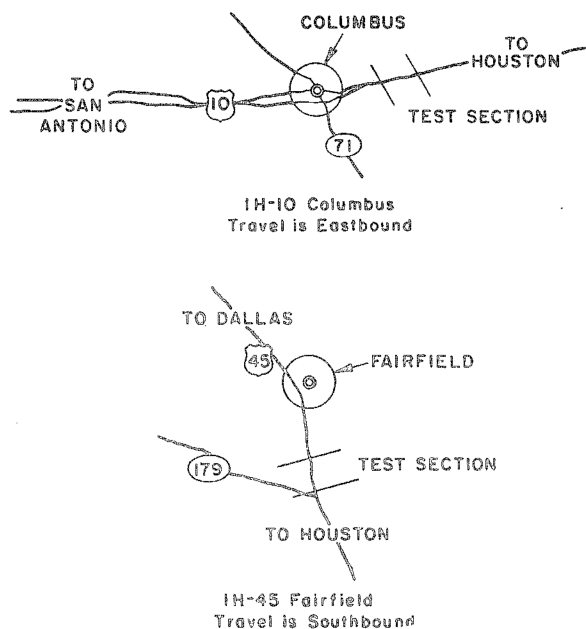 COLUMBUS
TO
HOUSTON
TO
SAN
ANTONIO
10
TEST SECTION
71
IH-10 Columbus
Travel is Eastbound
TO DALLAS
45
FAIRFIELD
179
TEST SECTION
TO HOUSTON
IH-45 Fairfield
Travel is Southbound